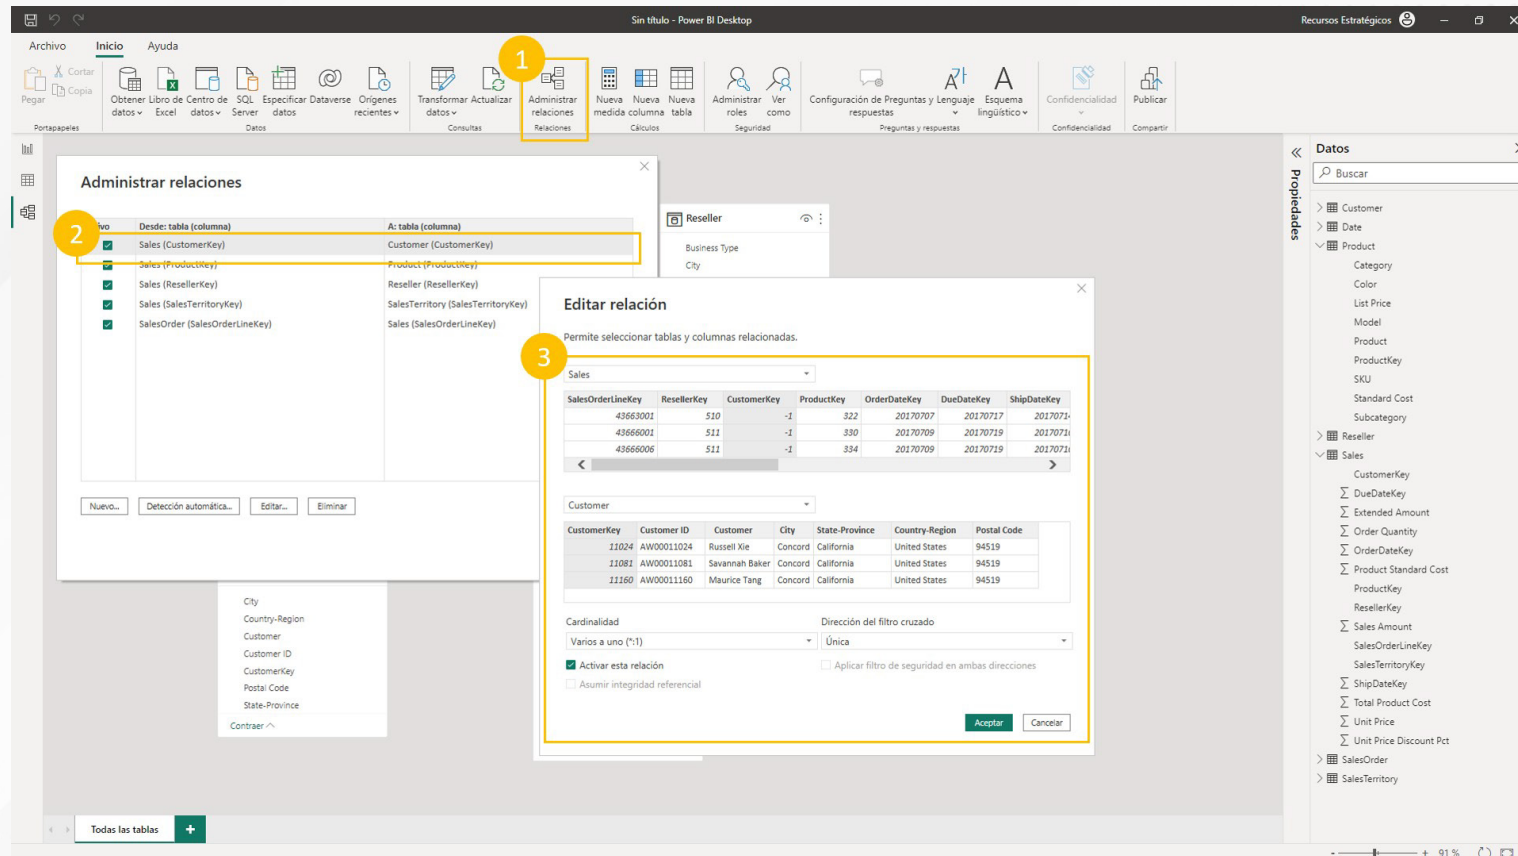 Sin título - Power BI Desktop
Recursos Estratégicos
Archivo Inicio Ayuda
1
Pegar
Cortar
Copia
Portapapeles
Obtener datos
Libro de Excel
Centro de datos
SQL Server
Especificar datos
Dataverse
Orígenes recientes
Datos
Transformar datos
Actualizar
Consultas
Administrar relaciones
Relaciones
Nueva medida
Nueva columna
Nueva tabla
Cálculos
Administrar roles
Ver como
Seguridad
Configuración de Preguntas y respuestas
Lenguaje
Esquema lingüístico
Preguntas y respuestas
Confidencialidad
Confidencialidad
Publicar
Compartir
Administrar relaciones
2
vo Desde: tabla (columna) A: tabla (columna)
Sales (CustomerKey) Customer (CustomerKey)
Sales (ProductKey) Product (ProductKey)
Sales (ResellerKey) Reseller (ResellerKey)
Sales (SalesTerritoryKey) SalesTerritory (SalesTerritoryKey)
SalesOrder (SalesOrderLineKey) Sales (SalesOrderLineKey)
Nuevo... Detección automática... Editar... Eliminar
Reseller
Business Type
City
City
Country-Region
Customer
Customer ID
CustomerKey
Postal Code
State-Province
Contraer
Editar relación
Permite seleccionar tablas y columnas relacionadas.
3
Sales
SalesOrderLineKey ResellerKey CustomerKey ProductKey OrderDateKey DueDateKey ShipDateKey
43663001 510 -1 322 20170707 20170717 2017071
43666001 511 -1 330 20170709 20170719 2017071
43666006 511 -1 334 20170709 20170719 2017071
Customer
CustomerKey Customer ID Customer City State-Province Country-Region Postal Code
11024 AW00011024 Russell Xie Concord California United States 94519
11081 AW00011081 Savannah Baker Concord California United States 94519
11160 AW00011160 Maurice Tang Concord California United States 94519
Cardinalidad Dirección del filtro cruzado
Varios a uno (*:1) Única
Activar esta relación Aplicar filtro de seguridad en ambas direcciones
Asumir integridad referencial
Aceptar Cancelar
Propiedades
Datos
Buscar
Customer
Date
Product
Category
Color
List Price
Model
Product
ProductKey
SKU
Standard Cost
Subcategory
Reseller
Sales
CustomerKey
DueDateKey
Extended Amount
Order Quantity
OrderDateKey
Product Standard Cost
ProductKey
ResellerKey
Sales Amount
SalesOrderLineKey
SalesTerritoryKey
ShipDateKey
Total Product Cost
Unit Price
Unit Price Discount Pct
SalesOrder
SalesTerritory
Todas las tablas +
- + 91 %